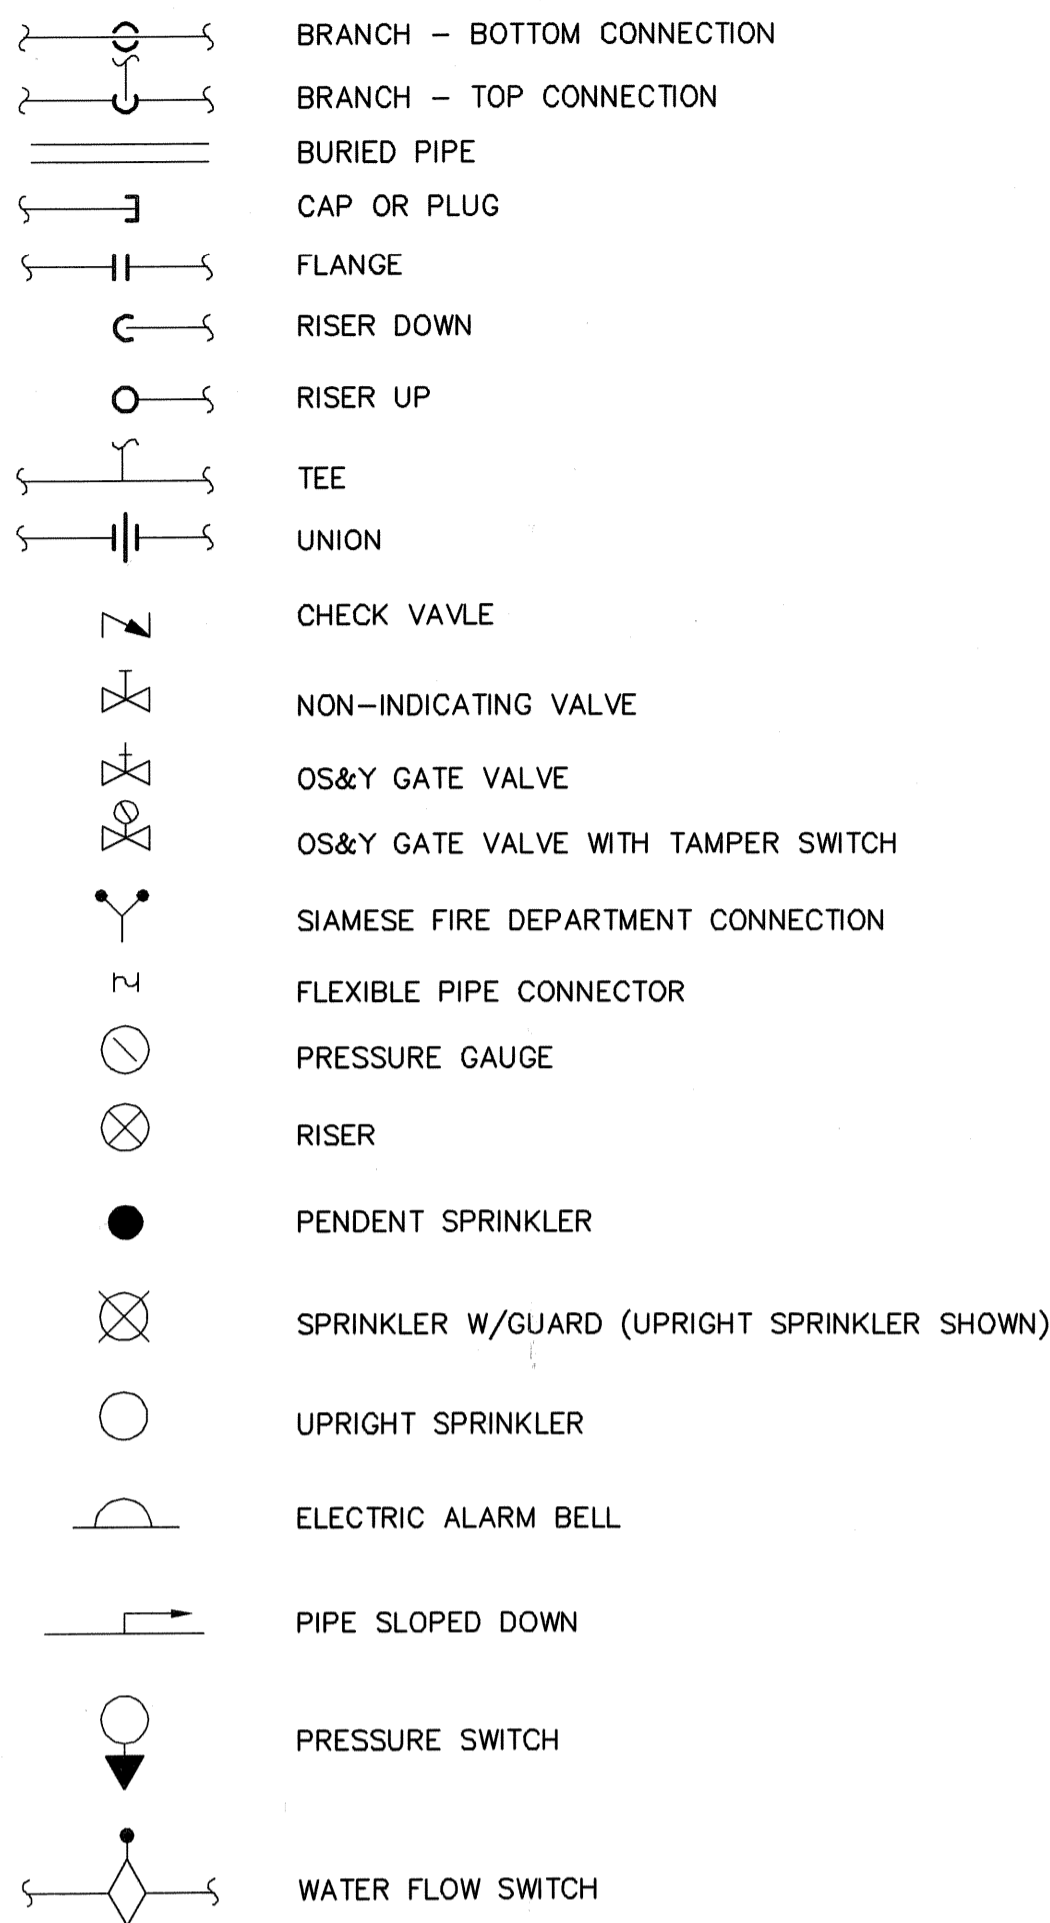 BRANCH – BOTTOM CONNECTION
BRANCH – TOP CONNECTION
BURIED PIPE
CAP OR PLUG
FLANGE
RISER DOWN
RISER UP
TEE
UNION
CHECK VAVLE
NON–INDICATING VALVE
OS&Y GATE VALVE
OS&Y GATE VALVE WITH TAMPER SWITCH
SIAMESE FIRE DEPARTMENT CONNECTION
FLEXIBLE PIPE CONNECTOR
PRESSURE GAUGE
RISER
PENDENT SPRINKLER
SPRINKLER W/GUARD (UPRIGHT SPRINKLER SHOWN)
UPRIGHT SPRINKLER
ELECTRIC ALARM BELL
PIPE SLOPED DOWN
PRESSURE SWITCH
WATER FLOW SWITCH